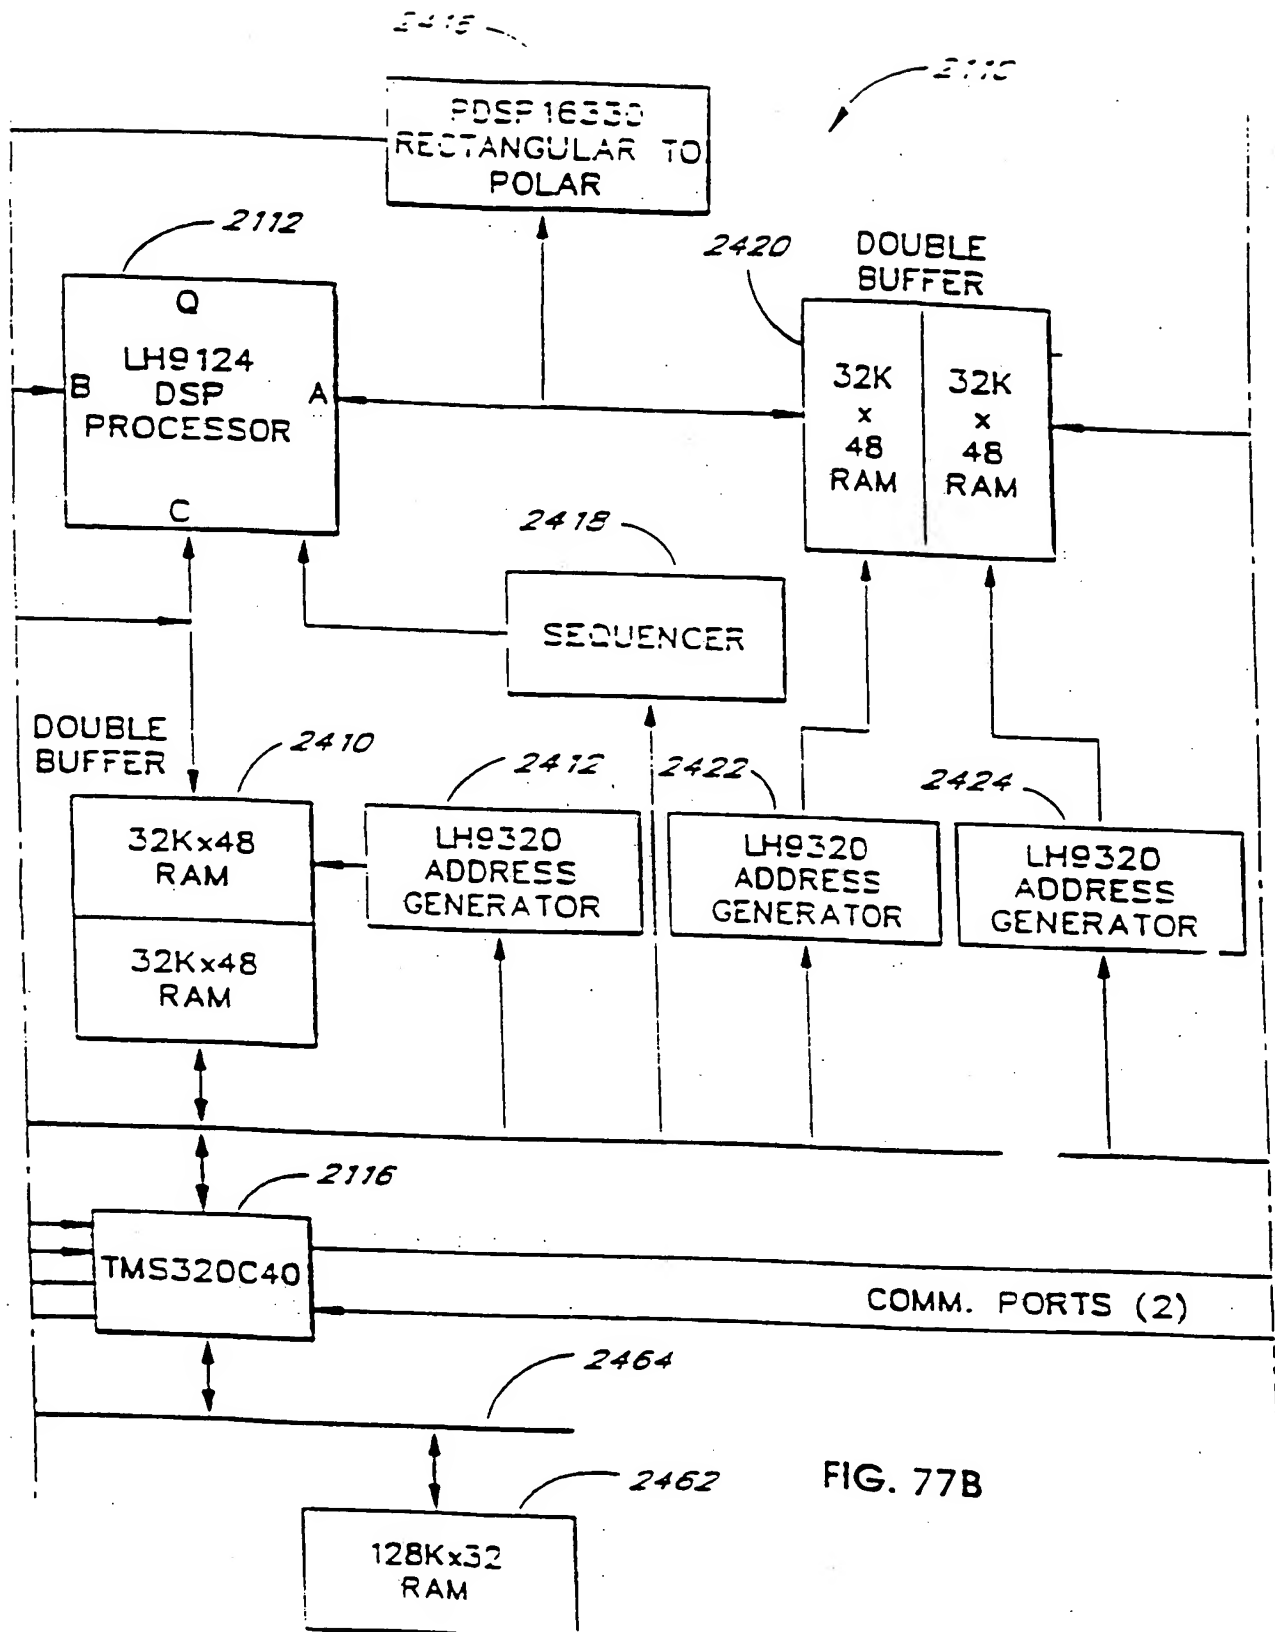 2110
PDSP16330
RECTANGULAR TO
POLAR
2112
2420
DOUBLE
BUFFER
Q
LH9124
DSP
PROCESSOR
B
A
C
32K
x
48
RAM
32K
x
48
RAM
2418
SEQUENCER
DOUBLE
BUFFER
2410
2412
2422
2424
32Kx48
RAM
32Kx48
RAM
LH9320
ADDRESS
GENERATOR
LH9320
ADDRESS
GENERATOR
LH9320
ADDRESS
GENERATOR
2116
TMS320C40
COMM. PORTS (2)
2464
2462
128Kx32
RAM
FIG. 77B